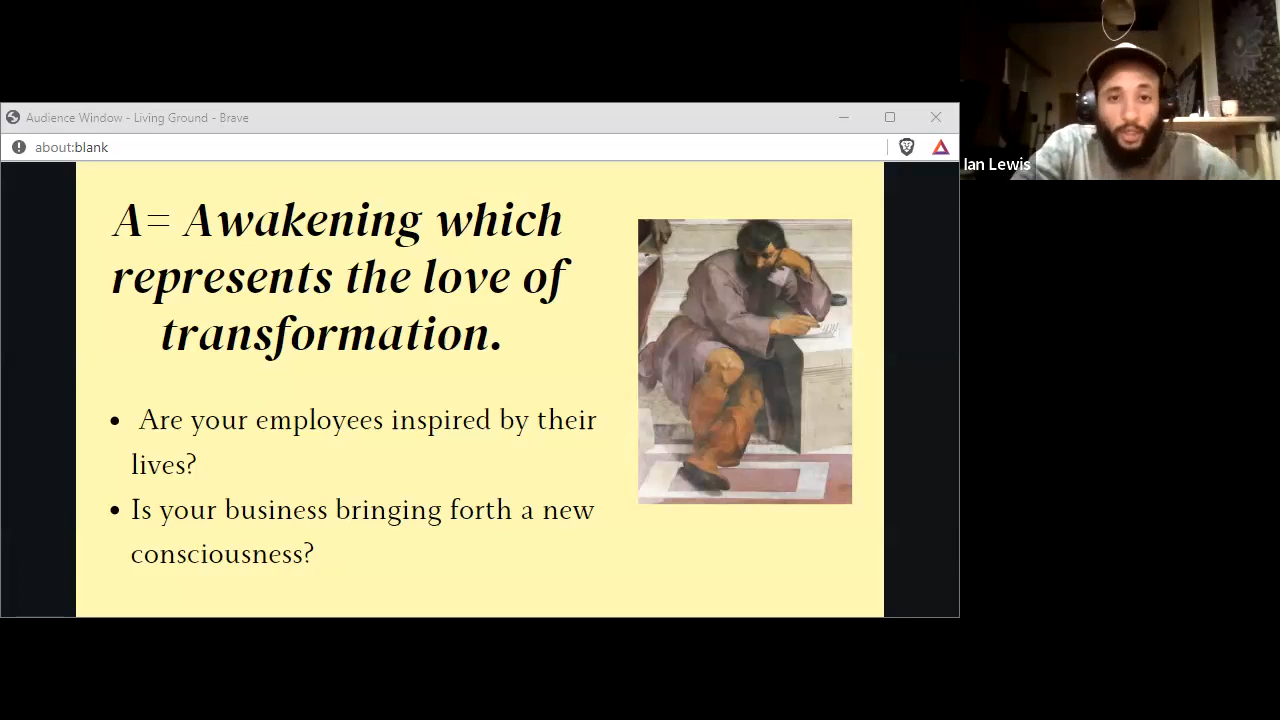 Audience Window - Living Ground - Brave
about:blank
A= Awakening which
represents the love of
transformation.
• Are your employees inspired by their
lives?
• Is your business bringing forth a new
consciousness?
Ian Lewis